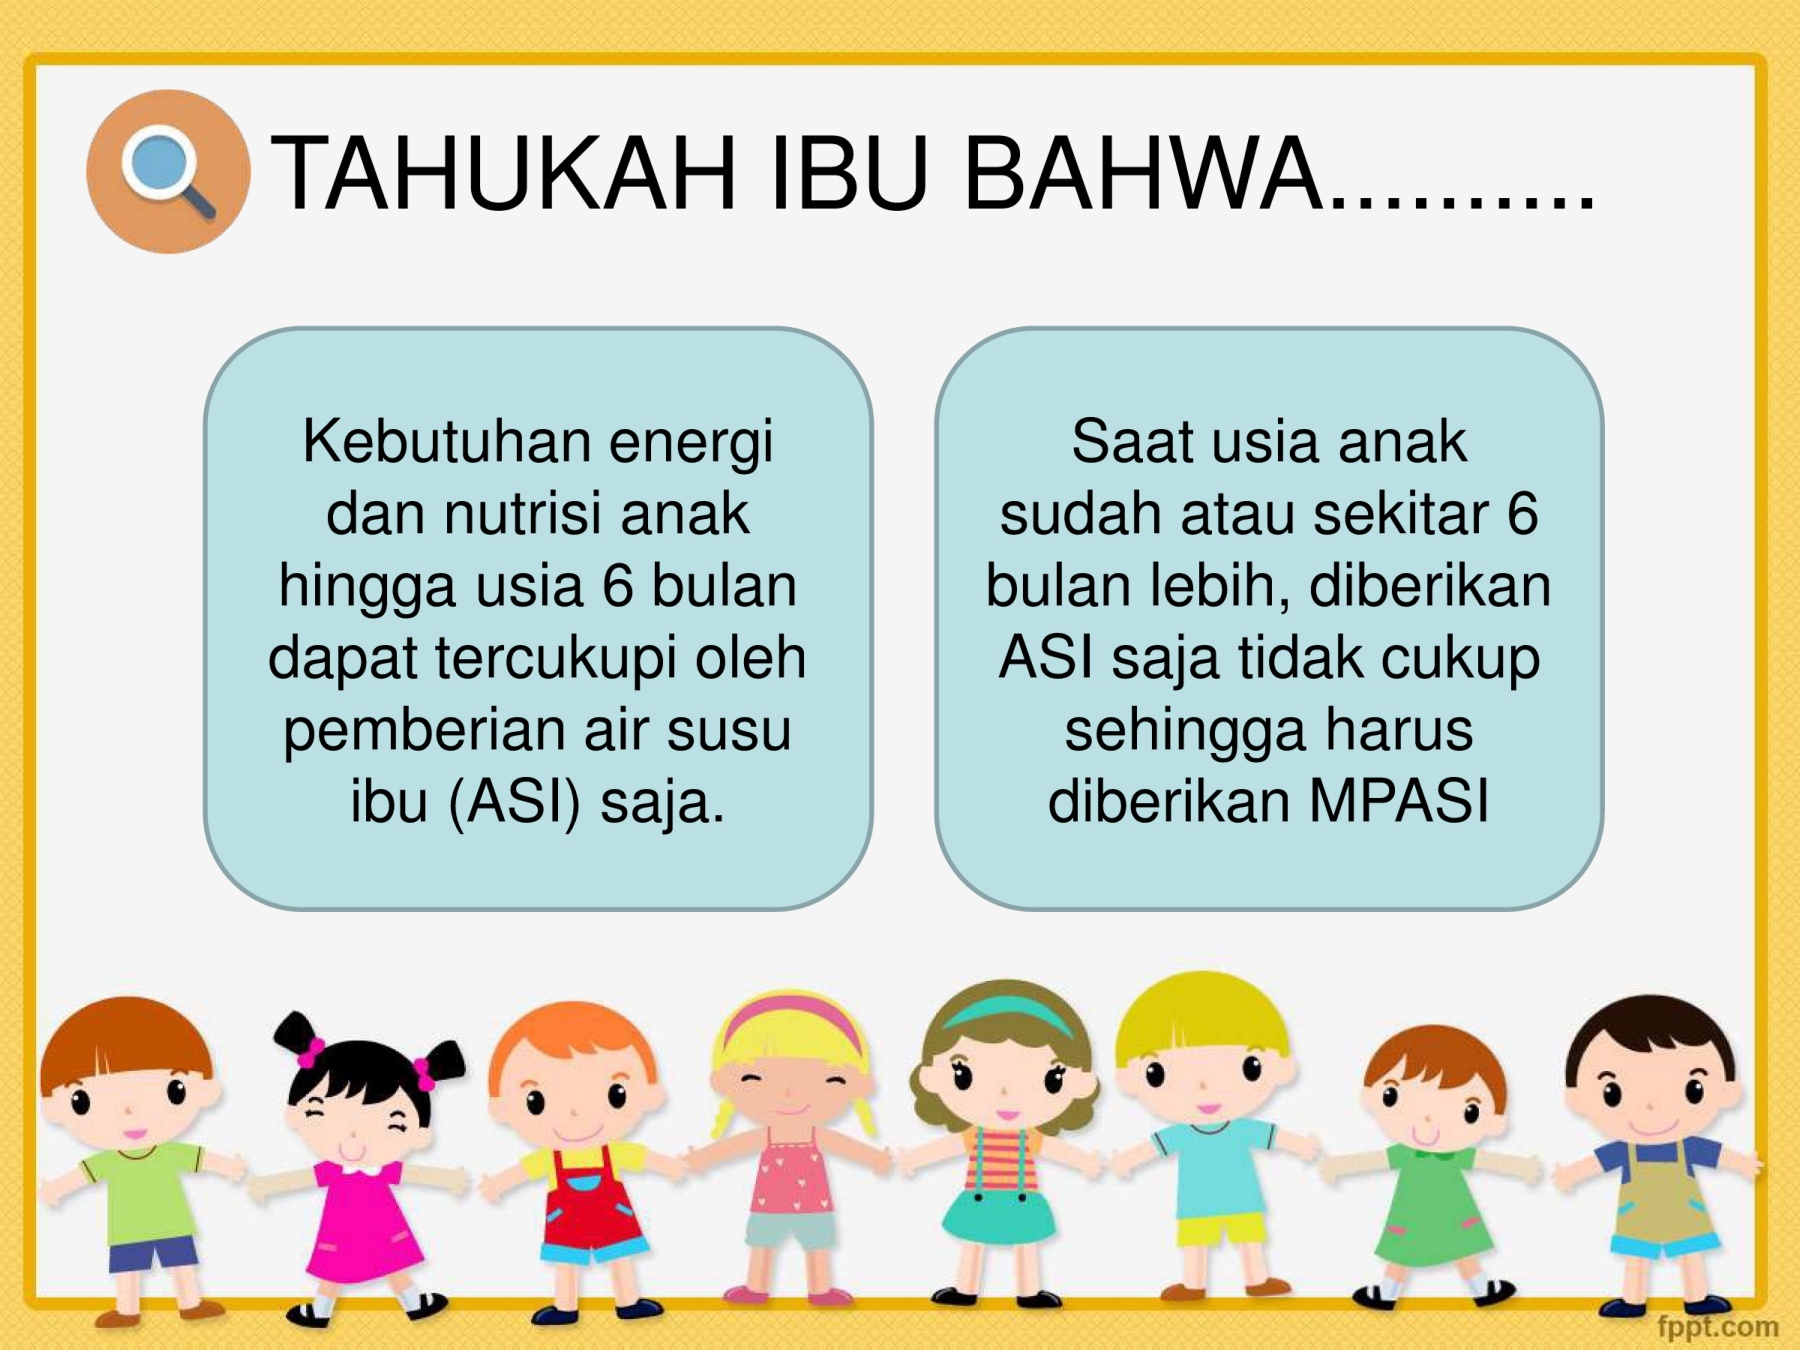 TAHUKAH IBU BAHWA..........
Kebutuhan energi
dan nutrisi anak
hingga usia 6 bulan
dapat tercukupi oleh
pemberian air susu
ibu (ASI) saja.
Saat usia anak
sudah atau sekitar 6
bulan lebih, diberikan
ASI saja tidak cukup
sehingga harus
diberikan MPASI
fppt.com